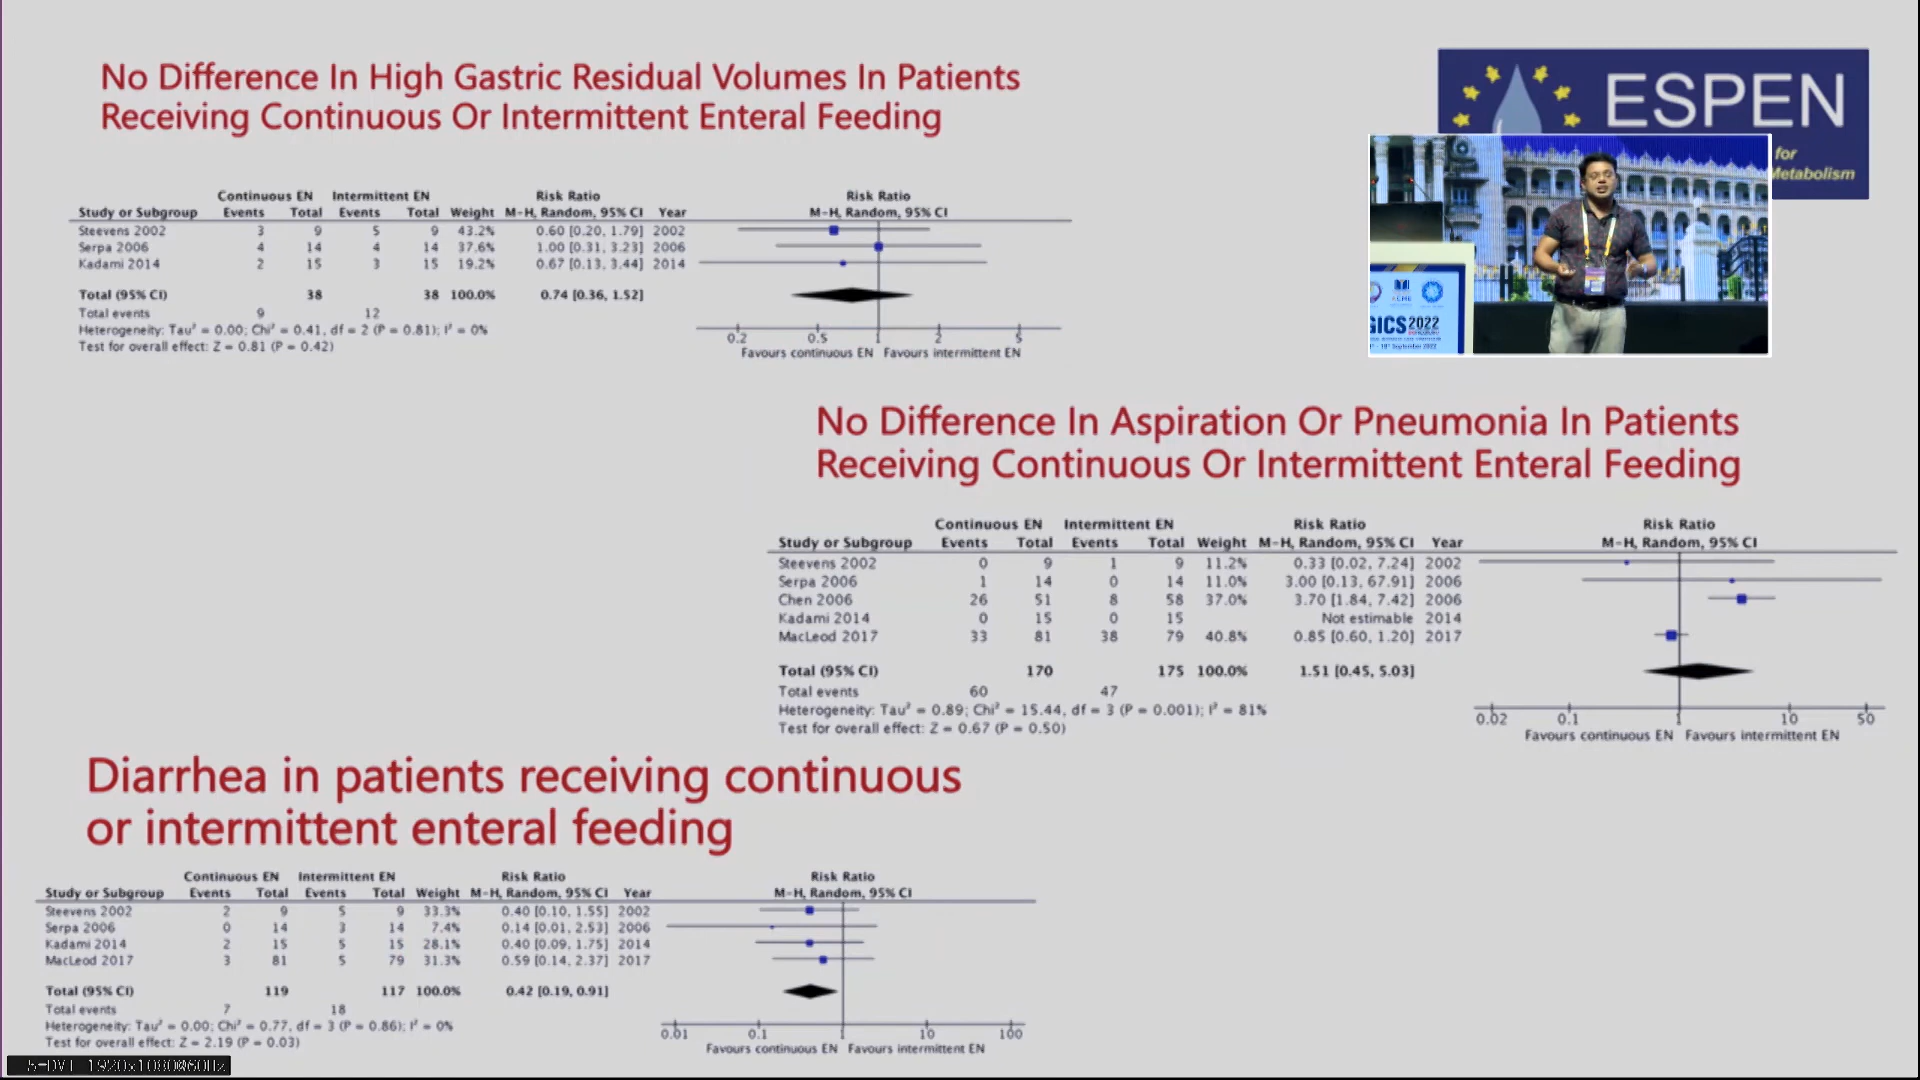 No Difference In High Gastric Residual Volumes In Patients
Receiving Continuous Or Intermittent Enteral Feeding
ESPEN
for
Metabolism
GICS 2022
18th September 2022
Continuous EN Intermittent EN Risk Ratio Risk Ratio
Study or Subgroup Events Total Events Total Weight M-H, Random, 95% CI Year M-H, Random, 95% CI
Steevens 2002 3 9 5 9 43.2% 0.60 [0.20, 1.79] 2002
Serpa 2006 4 14 4 14 37.6% 1.00 [0.31, 3.23] 2006
Kadami 2014 2 15 3 15 19.2% 0.67 [0.13, 3.44] 2014
Total (95% CI) 38 38 100.0% 0.74 [0.36, 1.52]
Total events 9 12
Heterogeneity: Tau² = 0.00; Chi² = 0.41, df = 2 (P = 0.81); I² = 0%
Test for overall effect: Z = 0.81 (P = 0.42)
0.2 0.5 1 2 5
Favours continuous EN Favours intermittent EN
No Difference In Aspiration Or Pneumonia In Patients
Receiving Continuous Or Intermittent Enteral Feeding
Continuous EN Intermittent EN Risk Ratio Risk Ratio
Study or Subgroup Events Total Events Total Weight M-H, Random, 95% CI Year M-H, Random, 95% CI
Steevens 2002 0 9 1 9 11.2% 0.33 [0.02, 7.24] 2002
Serpa 2006 1 14 0 14 11.0% 3.00 [0.13, 67.91] 2006
Chen 2006 26 51 8 58 37.0% 3.70 [1.84, 7.42] 2006
Kadami 2014 0 15 0 15 Not estimable 2014
MacLeod 2017 33 81 38 79 40.8% 0.85 [0.60, 1.20] 2017
Total (95% CI) 170 175 100.0% 1.51 [0.45, 5.03]
Total events 60 47
Heterogeneity: Tau² = 0.89; Chi² = 15.44, df = 3 (P = 0.001); I² = 81%
Test for overall effect: Z = 0.67 (P = 0.50)
0.02 0.1 1 10 50
Favours continuous EN Favours intermittent EN
Diarrhea in patients receiving continuous
or intermittent enteral feeding
Continuous EN Intermittent EN Risk Ratio Risk Ratio
Study or Subgroup Events Total Events Total Weight M-H, Random, 95% CI Year M-H, Random, 95% CI
Steevens 2002 2 9 5 9 33.3% 0.40 [0.10, 1.55] 2002
Serpa 2006 0 14 3 14 7.4% 0.14 [0.01, 2.53] 2006
Kadami 2014 2 15 5 15 28.1% 0.40 [0.09, 1.75] 2014
MacLeod 2017 3 81 5 79 31.3% 0.59 [0.14, 2.37] 2017
Total (95% CI) 119 117 100.0% 0.42 [0.19, 0.91]
Total events 7 18
Heterogeneity: Tau² = 0.00; Chi² = 0.77, df = 3 (P = 0.86); I² = 0%
Test for overall effect: Z = 2.19 (P = 0.03)
0.01 0.1 1 10 100
Favours continuous EN Favours intermittent EN
5-DVI 1920x1080@60Hz